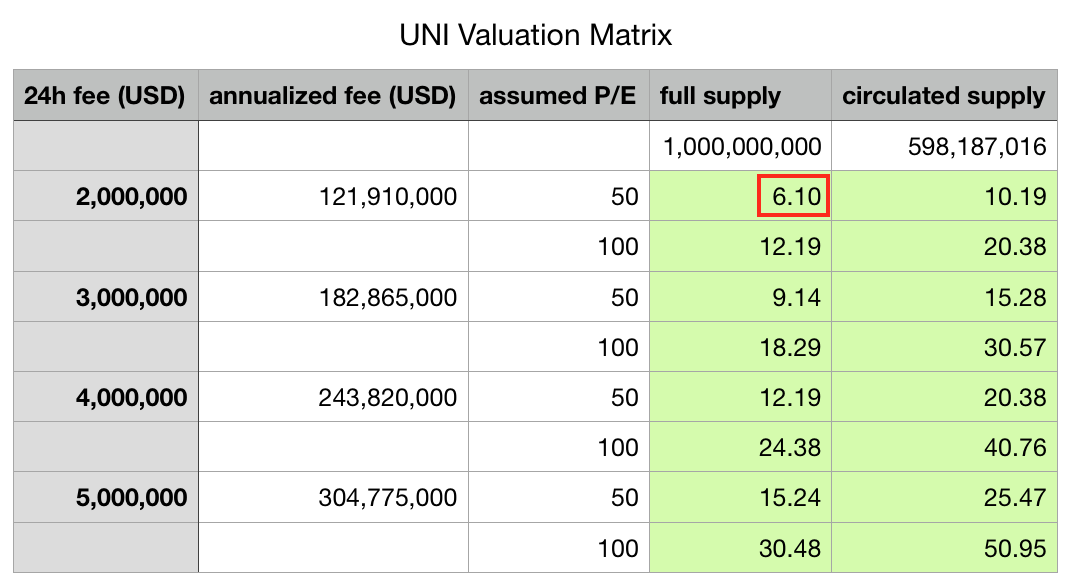 UNI Valuation Matrix
24h fee (USD) annualized fee (USD) assumed P/E full supply circulated supply
1,000,000,000 598,187,016
2,000,000 121,910,000 50 6.10 10.19
100 12.19 20.38
3,000,000 182,865,000 50 9.14 15.28
100 18.29 30.57
4,000,000 243,820,000 50 12.19 20.38
100 24.38 40.76
5,000,000 304,775,000 50 15.24 25.47
100 30.48 50.95